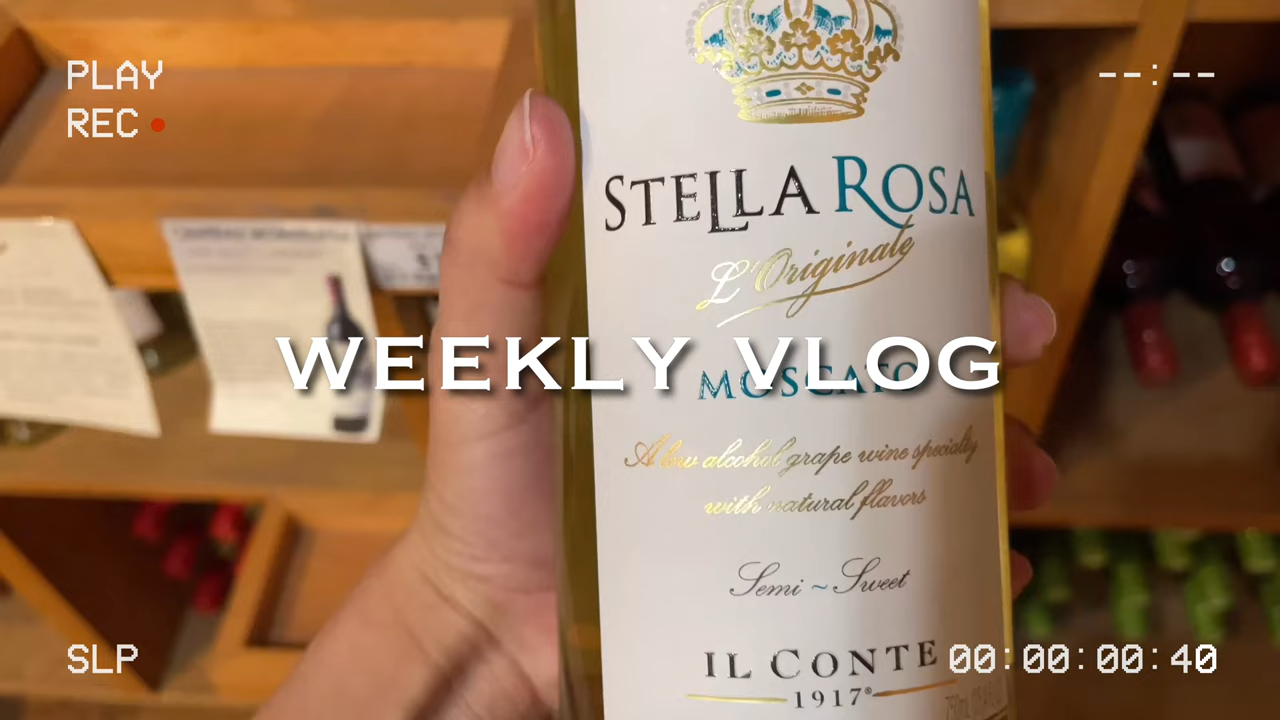 PLAY
REC
--:--
STELLA ROSA
L'Originale
WEEKLY VLOG
MOSCATO
A low alcohol grape wine specialty
with natural flavors
Semi ~ Sweet
IL CONTE
1917®
SLP
00:00:00:40